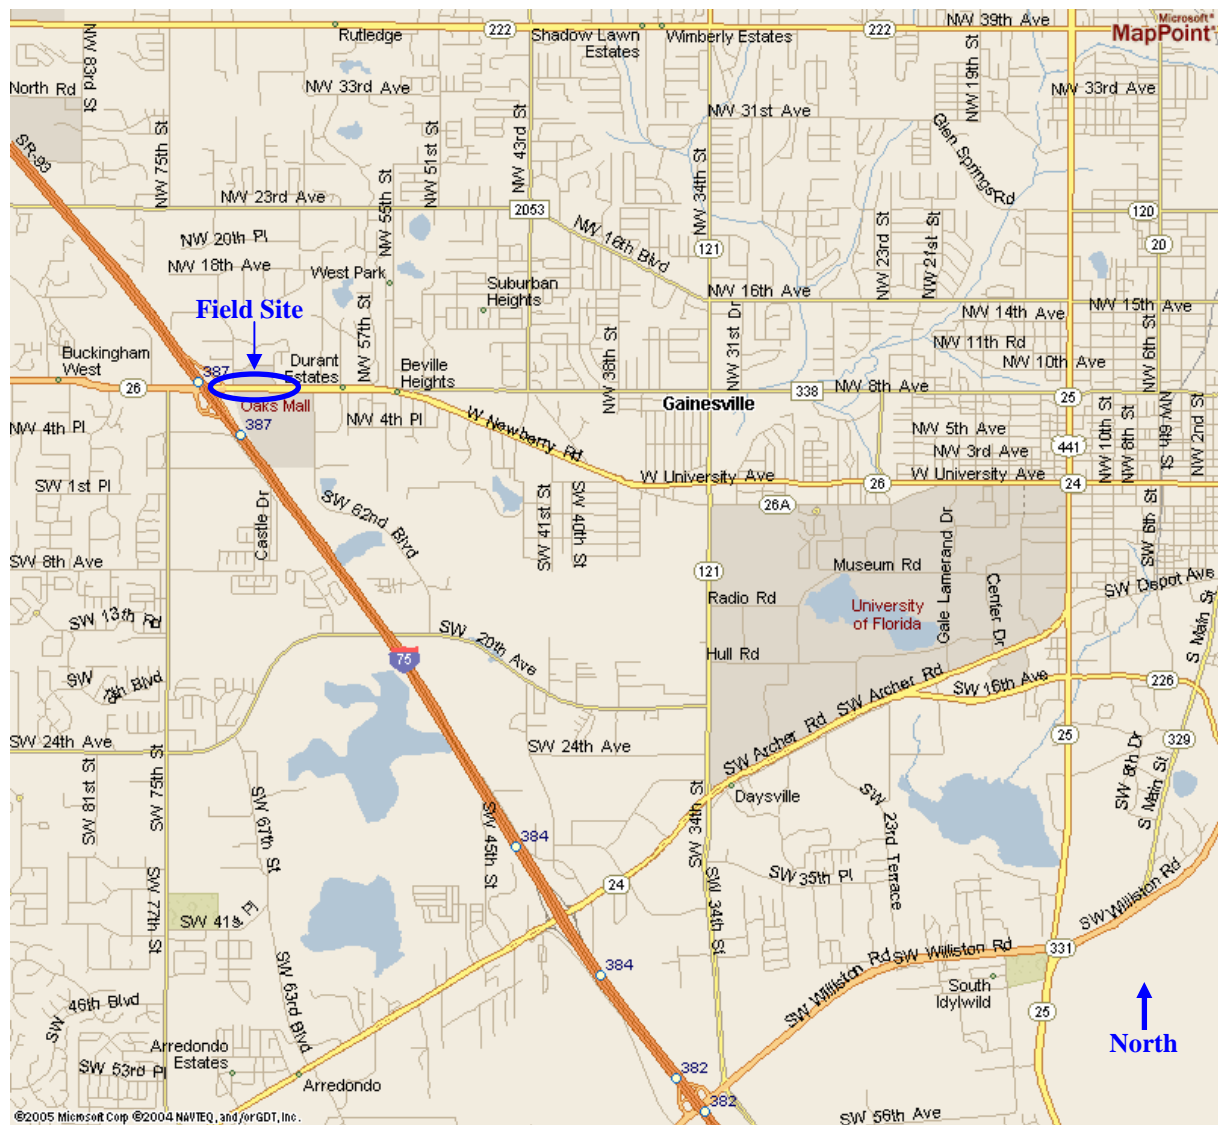 NW 39th Ave
Microsoft®
MapPoint®
NW 83rd St
222
Rutledge
Shadow Lawn
Estates
Wimberly Estates
222
NW 19th St
North Rd
NW 33rd Ave
NW 33rd Ave
NW 31st Ave
Glen Springs Rd
SR-93
NW 75th St
NW 51st St
NW 43rd St
NW 34th St
NW 55th St
NW 23rd Ave
2053
120
NW 20th Pl
NW 16th Blvd
121
NW 23rd St
NW 21st St
20
NW 18th Ave
West Park
Suburban
Heights
NW 16th Ave
NW 15th Ave
Field Site
NW 57th St
NW 38th St
NW 31st Dr
NW 14th Ave
NW 11th Rd
NW 10th Ave
NW 6th St
Buckingham
West
Durant
Estates
Beville
Heights
387
26
338
NW 8th Ave
25
Oaks Mall
Gainesville
NW 4th Pl
387
NW 4th Pl
W Newberry Rd
NW 5th Ave
NW 3rd Ave
441
NW 10th St
NW 8th St
NW 6th St
NW 2nd St
SW 1st Pl
W University Ave
26
W University Ave
24
Castle Dr
SW 62nd Blvd
SW 41st St
SW 40th St
26A
Gale Lamerand Dr
SW 6th St
SW 8th Ave
121
Museum Rd
Center Dr
SW Depot Ave
Radio Rd
University
of Florida
SW 13th Rd
SW 20th Ave
75
Hull Rd
S Main St
SW Archer Rd
SW 16th Ave
226
SW 24th Ave
SW 24th Ave
SW Archer Rd
25
329
SW 81st St
SW 75th St
SW 67th St
SW 45th St
384
SW 34th St
Daysville
SW 23rd Terrace
SW 8th Dr
S Main St
24
SW 35th Pl
SW 77th St
SW 41st Pl
SW 34th St
SW Williston Rd
384
SW Williston Rd
SW Williston Rd
331
South
Idylwild
SW 46th Blvd
SW 63rd Blvd
25
North
Arredondo
Estates
SW 53rd Pl
Arredondo
382
382
SW 56th Ave
©2005 Microsoft Corp ©2004 NAVTEQ, and/or GDT, Inc.